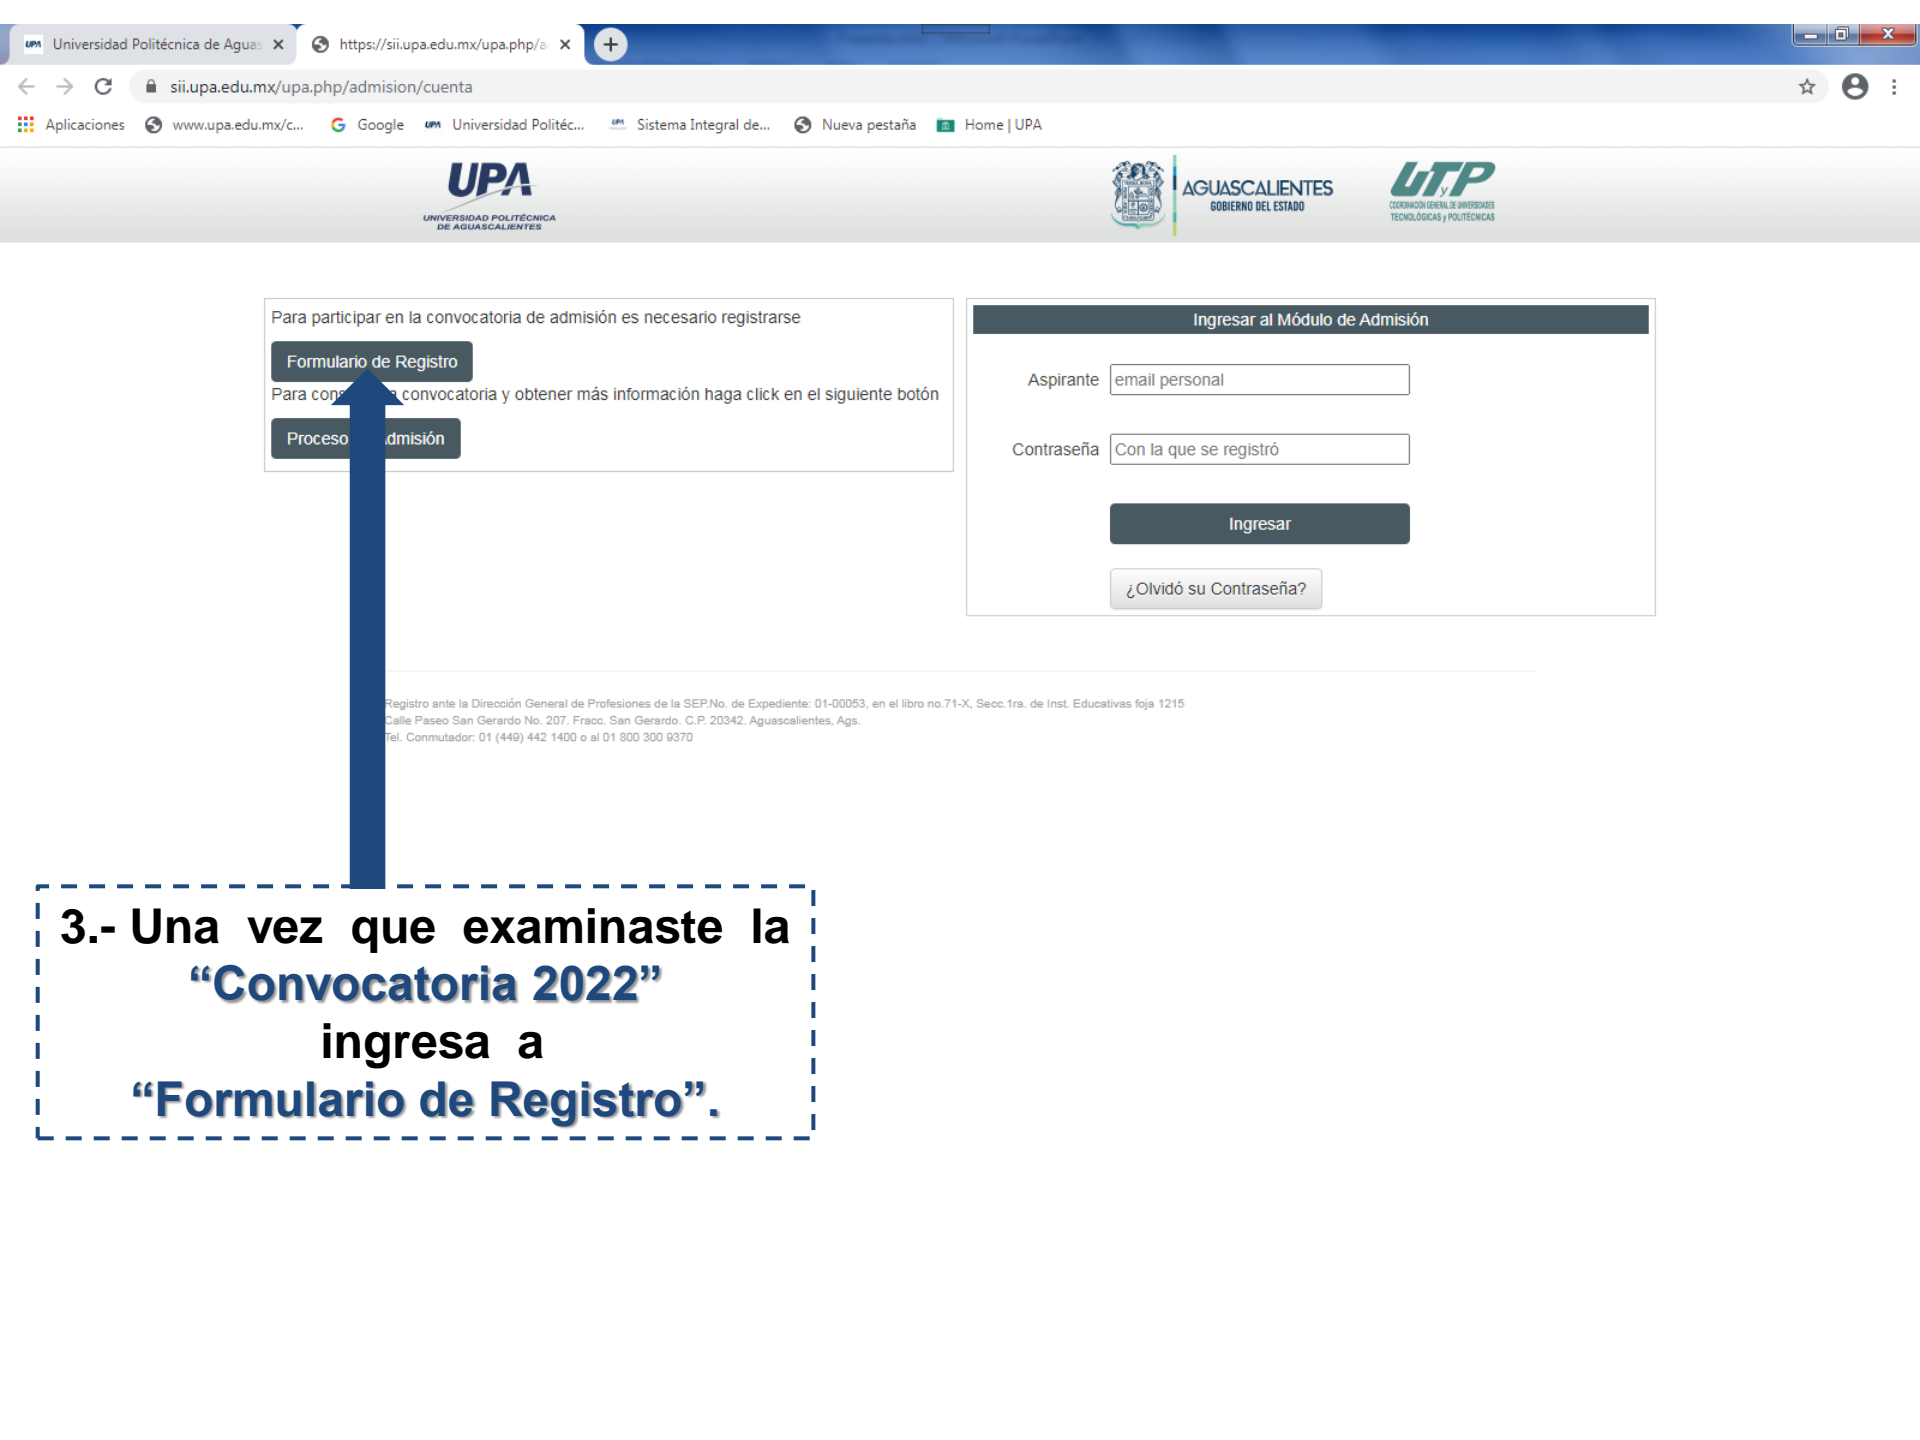 Universidad Politécnica de Aguas
https://sii.upa.edu.mx/upa.php/a
sii.upa.edu.mx/upa.php/admision/cuenta
Aplicaciones www.upa.edu.mx/c... Google Universidad Politéc... Sistema Integral de... Nueva pestaña Home | UPA
UPA
UNIVERSIDAD POLITÉCNICA
DE AGUASCALIENTES
AGUASCALIENTES
GOBIERNO DEL ESTADO
UTyP
COORDINACIÓN GENERAL DE UNIVERSIDADES
TECNOLÓGICAS y POLITÉCNICAS
Para participar en la convocatoria de admisión es necesario registrarse
Formulario de Registro
Para cons a convocatoria y obtener más información haga click en el siguiente botón
Proceso dmisión
Ingresar al Módulo de Admisión
Aspirante email personal
Contraseña Con la que se registró
Ingresar
¿Olvidó su Contraseña?
Registro ante la Dirección General de Profesiones de la SEP.No. de Expediente: 01-00053, en el libro no.71-X, Secc.1ra. de Inst. Educativas foja 1215
Calle Paseo San Gerardo No. 207. Fracc. San Gerardo. C.P. 20342. Aguascalientes, Ags.
Tel. Conmutador: 01 (449) 442 1400 o al 01 800 300 9370
3.- Una vez que examinaste la
“Convocatoria 2022”
ingresa a
“Formulario de Registro”.